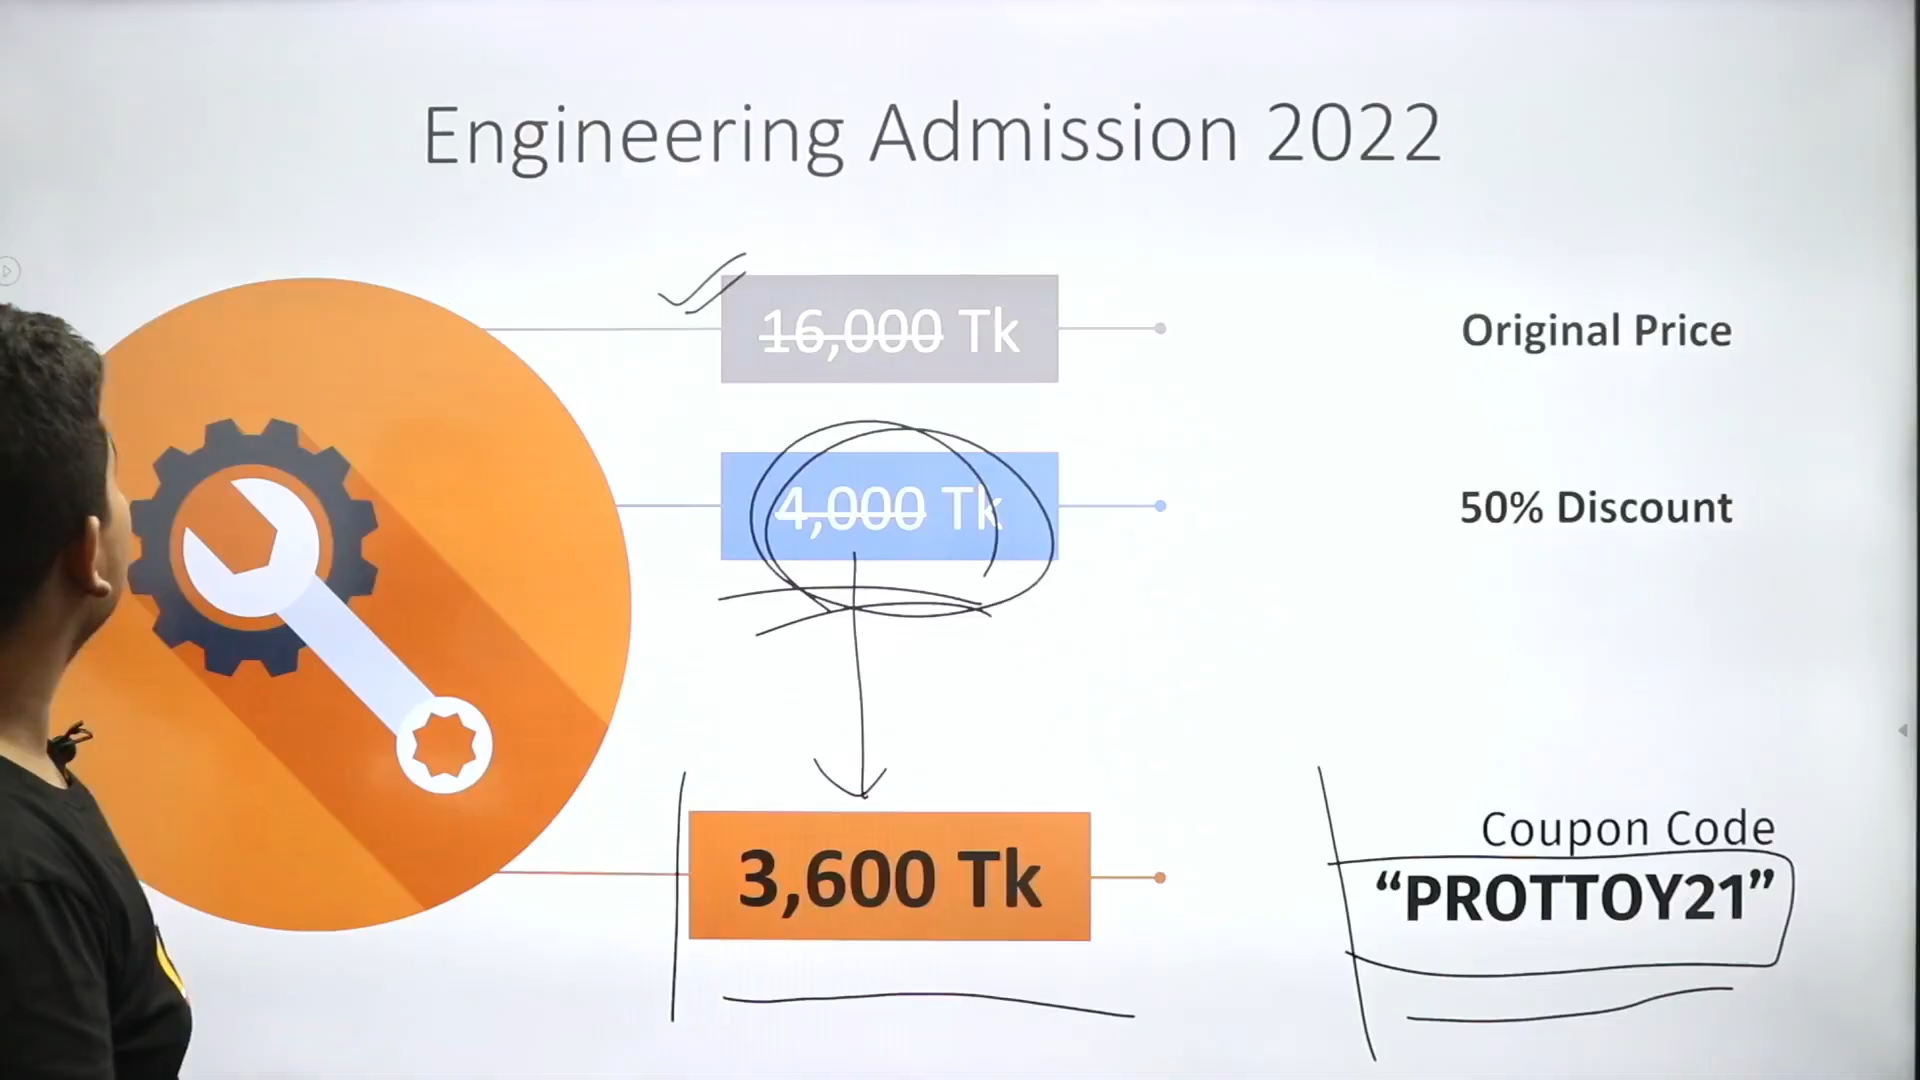 Engineering Admission 2022
16,000 Tk
Original Price
4,000 Tk
50% Discount
3,600 Tk
Coupon Code
“PROTTOY21”